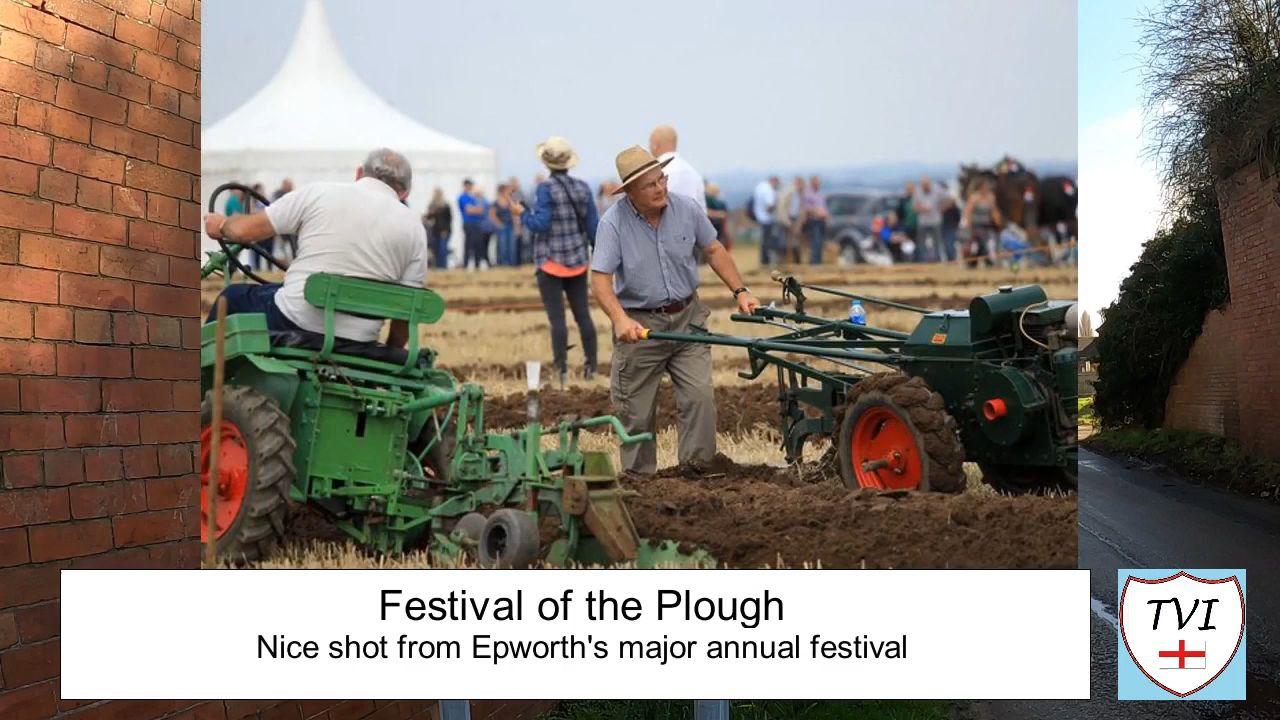 Festival of the Plough
Nice shot from Epworth's major annual festival
TVI